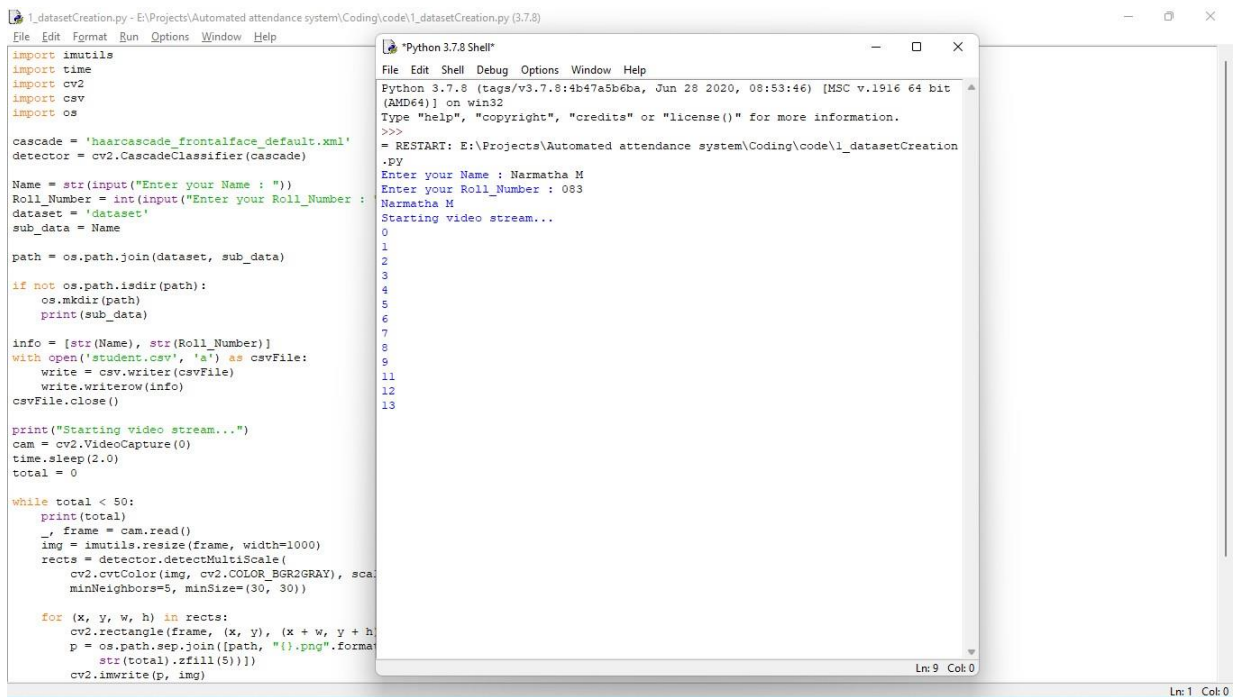 1_datasetCreation.py - E:\Projects\Automated attendance system\Coding\code\1_datasetCreation.py (3.7.8)
File Edit Format Run Options Window Help
import imutils
import time
import cv2
import csv
import os
cascade = 'haarcascade_frontalface_default.xml'
detector = cv2.CascadeClassifier(cascade)
Name = str(input("Enter your Name : "))
Roll_Number = int(input("Enter your Roll_Number :
dataset = 'dataset'
sub_data = Name
path = os.path.join(dataset, sub_data)
if not os.path.isdir(path):
    os.mkdir(path)
    print(sub_data)
info = [str(Name), str(Roll_Number)]
with open('student.csv', 'a') as csvFile:
    write = csv.writer(csvFile)
    write.writerow(info)
csvFile.close()
print("Starting video stream...")
cam = cv2.VideoCapture(0)
time.sleep(2.0)
total = 0
while total < 50:
    print(total)
    _, frame = cam.read()
    img = imutils.resize(frame, width=1000)
    rects = detector.detectMultiScale(
        cv2.cvtColor(img, cv2.COLOR_BGR2GRAY), scal
        minNeighbors=5, minSize=(30, 30))
    for (x, y, w, h) in rects:
        cv2.rectangle(frame, (x, y), (x + w, y + h)
        p = os.path.sep.join([path, "{}.png".format
            str(total).zfill(5))])
        cv2.imwrite(p, img)
Ln: 1 Col: 0
*Python 3.7.8 Shell*
File Edit Shell Debug Options Window Help
Python 3.7.8 (tags/v3.7.8:4b47a5b6ba, Jun 28 2020, 08:53:46) [MSC v.1916 64 bit
(AMD64)] on win32
Type "help", "copyright", "credits" or "license()" for more information.
>>>
= RESTART: E:\Projects\Automated attendance system\Coding\code\1_datasetCreation
.py
Enter your Name : Narmatha M
Enter your Roll_Number : 083
Narmatha M
Starting video stream...
0
1
2
3
4
5
6
7
8
9
11
12
13
Ln: 9 Col: 0